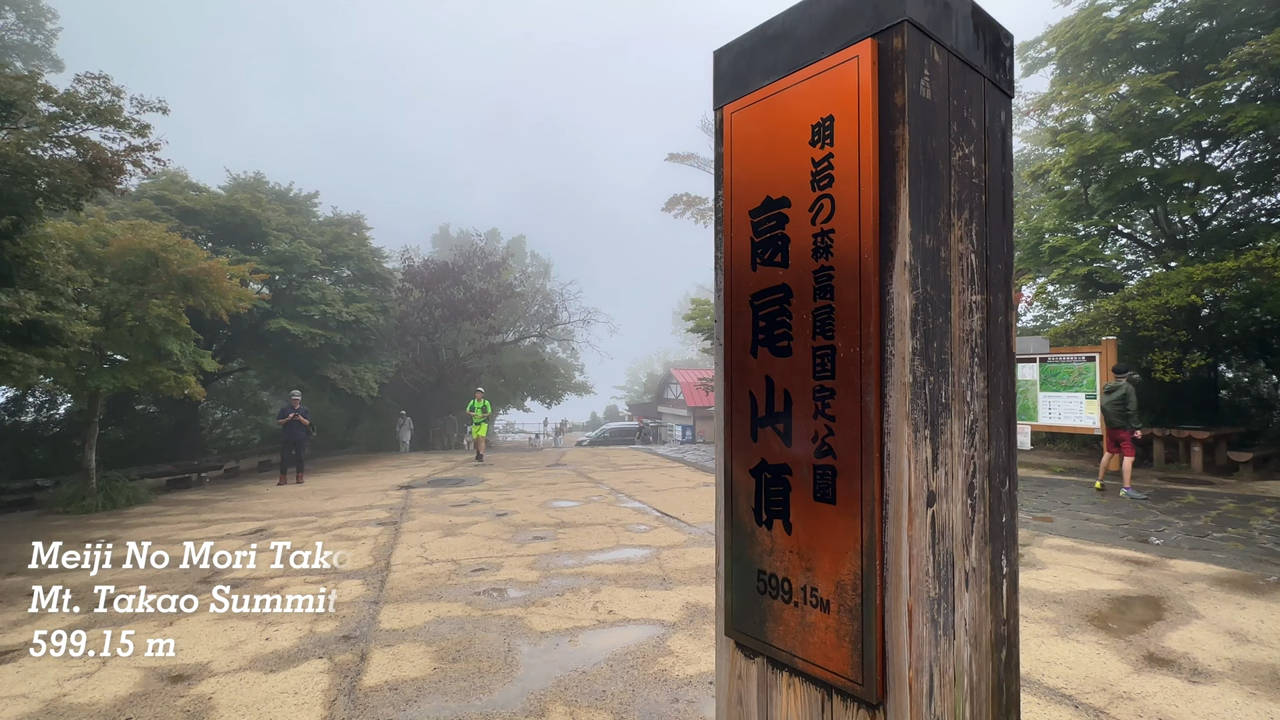 明治の森高尾国定公園
高尾山頂
599.15M
Meiji No Mori Tako
Mt. Takao Summit
599.15 m